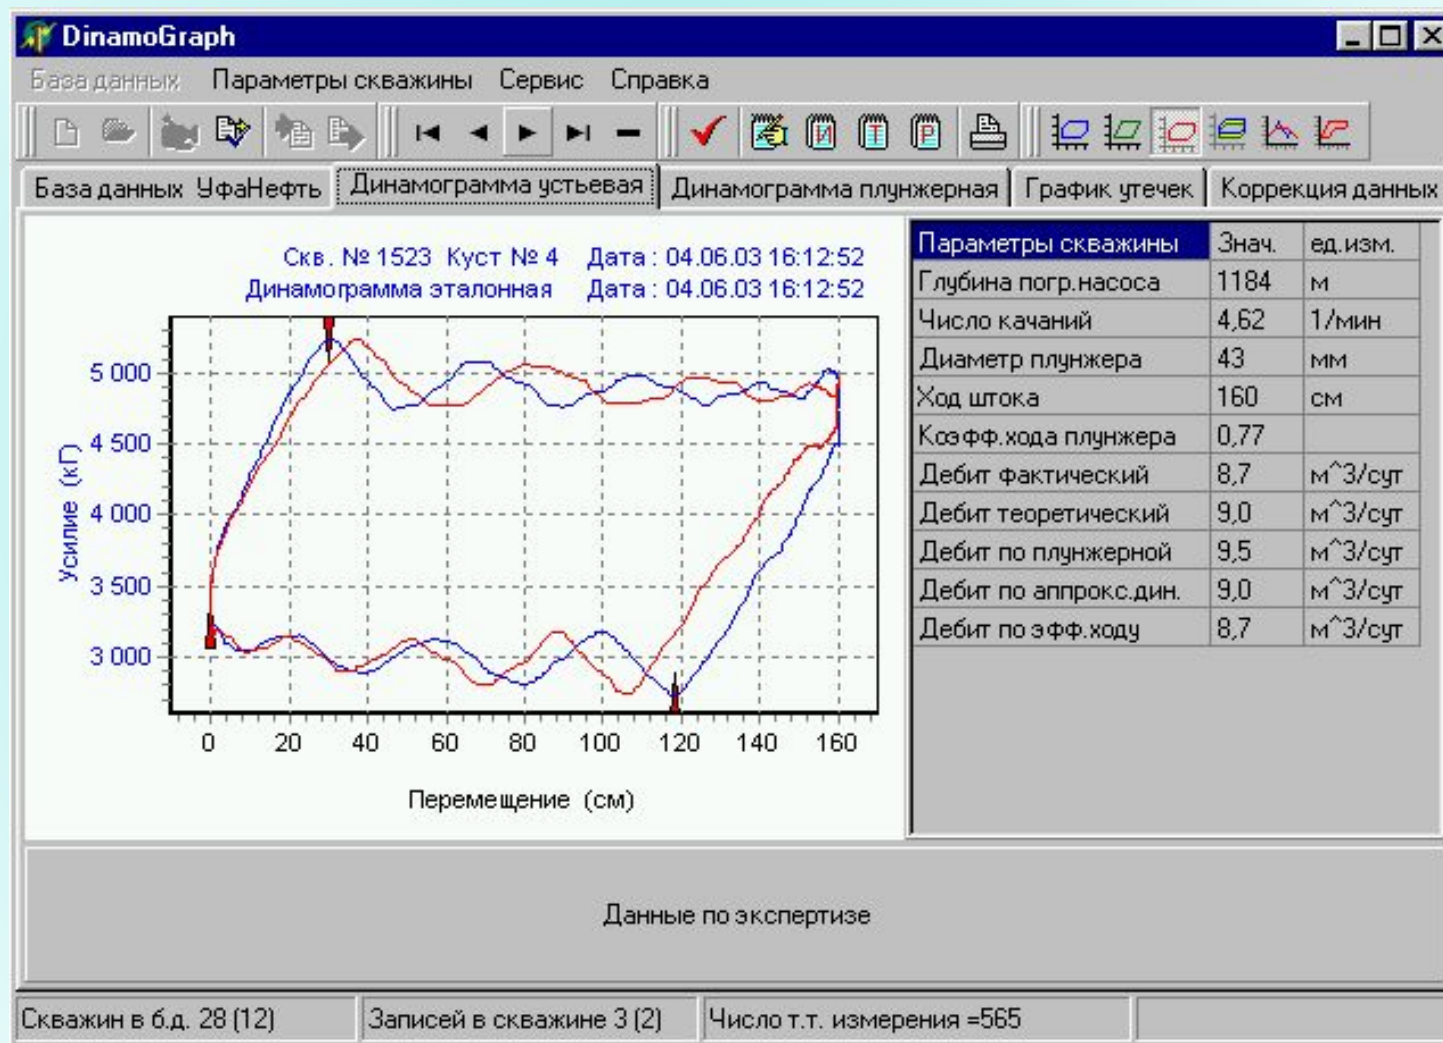 DinamoGraph
База данных Параметры скважины Сервис Справка
И Т Р
База данных УфаНефть Динамограмма устьевая Динамограмма плунжерная График утечек Коррекция данных
Скв. № 1523 Куст № 4 Дата : 04.06.03 16:12:52
Динамограмма эталонная Дата : 04.06.03 16:12:52
Усилие (кГ)
5 000
4 500
4 000
3 500
3 000
0 20 40 60 80 100 120 140 160
Перемещение (см)
Параметры скважины Знач. ед.изм.
Глубина погр.насоса 1184 м
Число качаний 4,62 1/мин
Диаметр плунжера 43 мм
Ход штока 160 см
Коэфф.хода плунжера 0,77
Дебит фактический 8,7 м^3/сут
Дебит теоретический 9,0 м^3/сут
Дебит по плунжерной 9,5 м^3/сут
Дебит по аппрокс.дин. 9,0 м^3/сут
Дебит по эфф.ходу 8,7 м^3/сут
Данные по экспертизе
Скважин в б.д. 28 (12) Записей в скважине 3 (2) Число т.т. измерения =565